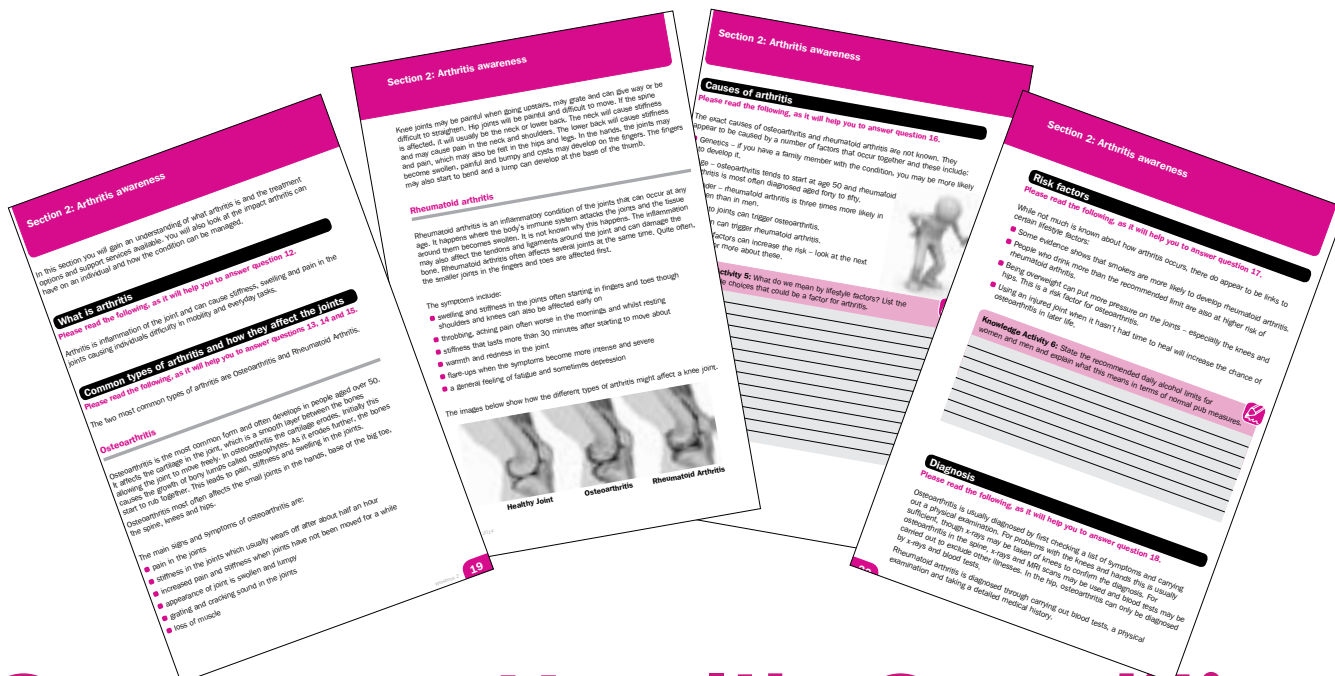 Section 2: Arthritis awareness
In this section you will gain an understanding of what arthritis is and the treatment
options and support services available. You will also look at the impact arthritis can
have on an individual and how the condition can be managed.
What is arthritis
Please read the following, as it will help you to answer question 12.
Arthritis is inflammation of the joint and can cause stiffness, swelling and pain in the
joints causing individuals difficulty in mobility and everyday tasks.
Common types of arthritis and how they affect the joints
Please read the following, as it will help you to answer questions 13, 14 and 15.
The two most common types of arthritis are Osteoarthritis and Rheumatoid Arthritis.
Osteoarthritis
Osteoarthritis is the most common form and often develops in people aged over 50.
It affects the cartilage in the joint, which is a smooth layer between the bones
allowing the joint to move freely. In osteoarthritis the cartilage erodes. Initially this
causes the growth of bony lumps called osteophytes. As it erodes further, the bones
start to rub together. This leads to pain, stiffness and swelling in the joints.
Osteoarthritis most often affects the small joints in the hands, base of the big toe,
the spine, knees and hips.
The main signs and symptoms of osteoarthritis are:
pain in the joints
stiffness in the joints which usually wears off after about half an hour
increased pain and stiffness when joints have not been moved for a while
appearance of joint is swollen and lumpy
grating and cracking sound in the joints
loss of muscle
Section 2: Arthritis awareness
Knee joints may be painful when going upstairs, may grate and can give way or be
difficult to straighten. Hip joints will be painful and difficult to move. If the spine
is affected, it will usually be the neck or lower back. The neck will cause stiffness
and may cause pain in the neck and shoulders. The lower back will cause stiffness
and pain, which may also be felt in the hips and legs. In the hands, the joints may
become swollen, painful and bumpy and cysts may develop on the fingers. The fingers
may also start to bend and a lump can develop at the base of the thumb.
Rheumatoid arthritis
Rheumatoid arthritis is an inflammatory condition of the joints that can occur at any
age. It happens where the body's immune system attacks the joints and the tissue
around them becomes swollen. It is not known why this happens. The inflammation
may also affect the tendons and ligaments around the joint and can damage the
bone. Rheumatoid arthritis often affects several joints at the same time. Quite often,
the smaller joints in the fingers and toes are affected first.
The symptoms include:
swelling and stiffness in the joints often starting in fingers and toes though
shoulders and knees can also be affected early on
throbbing, aching pain often worse in the mornings and whilst resting
stiffness that lasts more than 30 minutes after starting to move about
warmth and redness in the joint
flare-ups when the symptoms become more intense and severe
a general feeling of fatigue and sometimes depression
The images below show how the different types of arthritis might affect a knee joint.
Healthy Joint
Osteoarthritis
Rheumatoid Arthritis
19
Section 2: Arthritis awareness
Causes of arthritis
Please read the following, as it will help you to answer question 16.
The exact causes of osteoarthritis and rheumatoid arthritis are not known. They
appear to be caused by a number of factors that occur together and these include:
Genetics – if you have a family member with the condition, you may be more likely
to develop it.
ge – osteoarthritis tends to start at age 50 and rheumatoid
thritis is most often diagnosed aged forty to fifty.
der – rheumatoid arthritis is three times more likely in
en than in men.
to joints can trigger osteoarthritis.
n can trigger rheumatoid arthritis.
factors can increase the risk – look at the next
r more about these.
ctivity 5: What do we mean by lifestyle factors? List the
e choices that could be a factor for arthritis.
Section 2: Arthritis awareness
Risk factors
Please read the following, as it will help you to answer question 17.
While not much is known about how arthritis occurs, there do appear to be links to
certain lifestyle factors:
Some evidence shows that smokers are more likely to develop rheumatoid arthritis.
People who drink more than the recommended limit are also at higher risk of
rheumatoid arthritis.
Being overweight can put more pressure on the joints – especially the knees and
hips. This is a risk factor for osteoarthritis.
Using an injured joint when it hasn't had time to heal will increase the chance of
osteoarthritis in later life.
Knowledge Activity 6: State the recommended daily alcohol limits for
women and men and explain what this means in terms of normal pub measures.
Diagnosis
Please read the following, as it will help you to answer question 18.
Osteoarthritis is usually diagnosed by first checking a list of symptoms and carrying
out a physical examination. For problems with the knees and hands this is usually
sufficient, though x-rays may be taken of knees to confirm the diagnosis. For
osteoarthritis in the spine, x-rays and MRI scans may be used and blood tests may be
carried out to exclude other illnesses. In the hip, osteoarthritis can only be diagnosed
by x-rays and blood tests.
Rheumatoid arthritis is diagnosed through carrying out blood tests, a physical
examination and taking a detailed medical history.